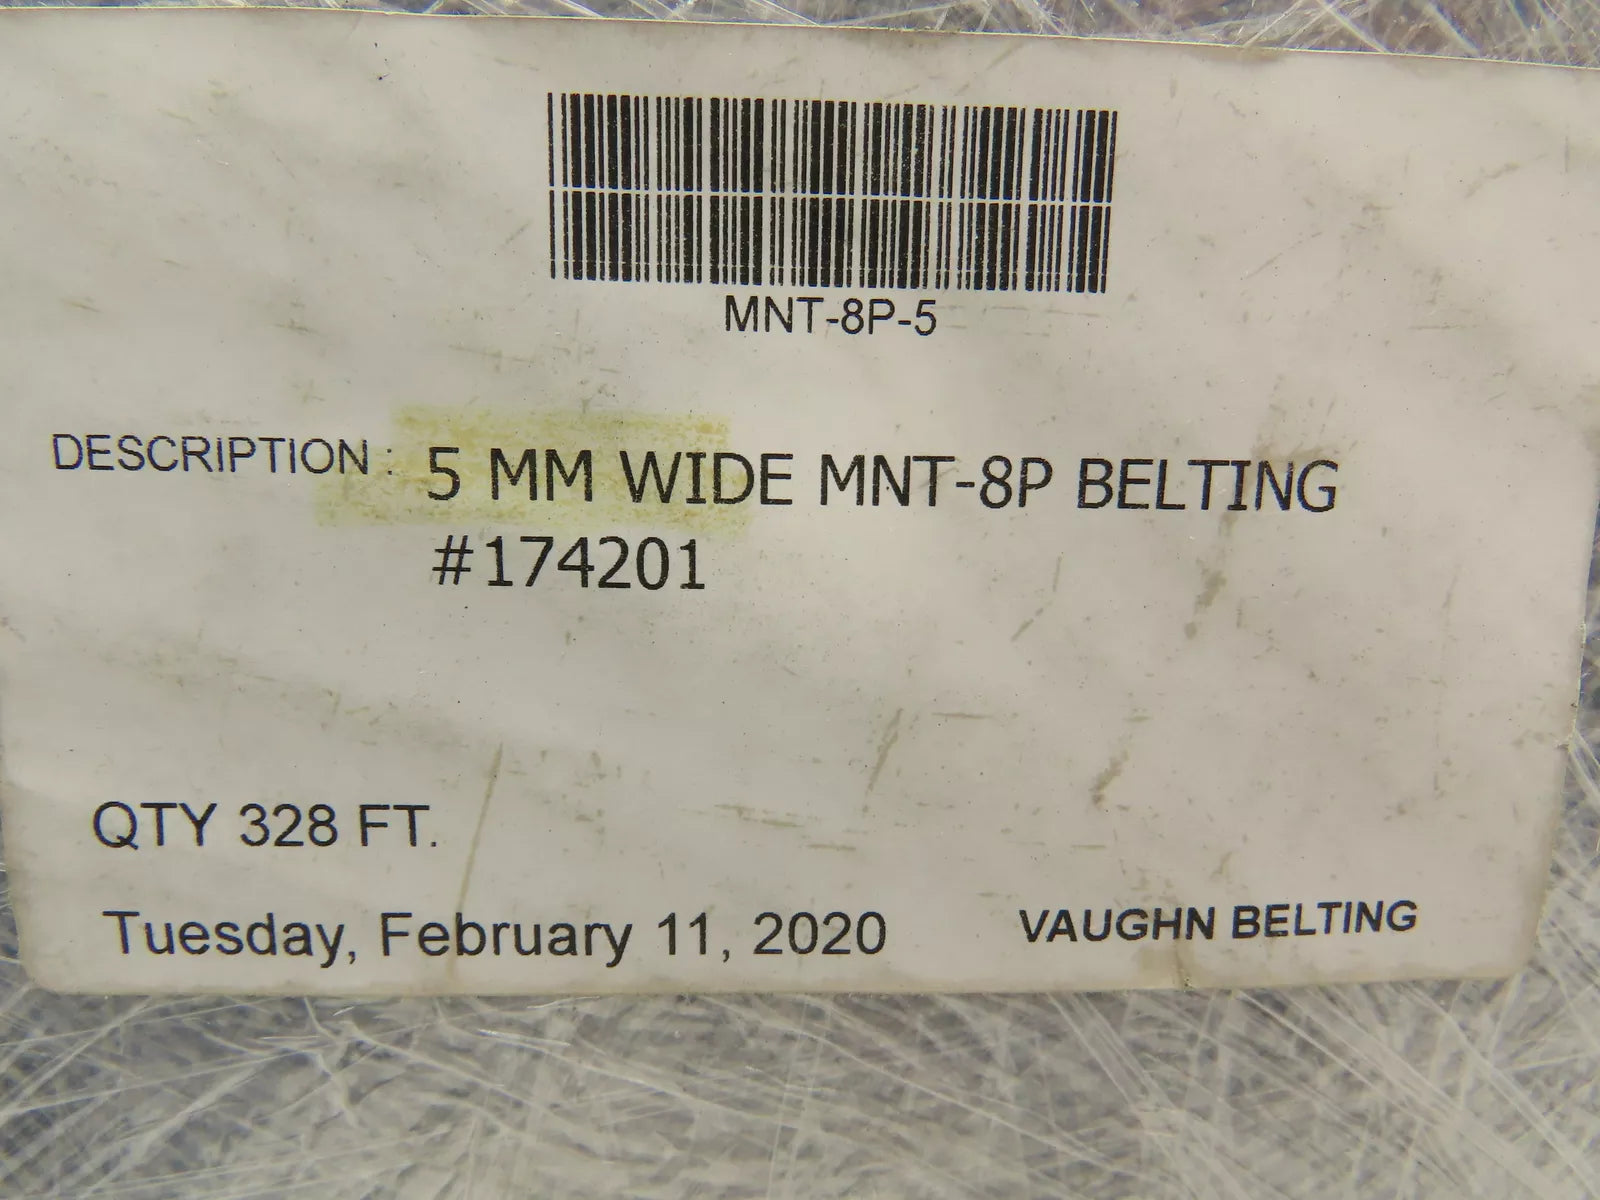 MNT-8P-5
DESCRIPTION : 5 MM WIDE MNT-8P BELTING
#174201
QTY 328 FT.
Tuesday, February 11, 2020 VAUGHN BELTING